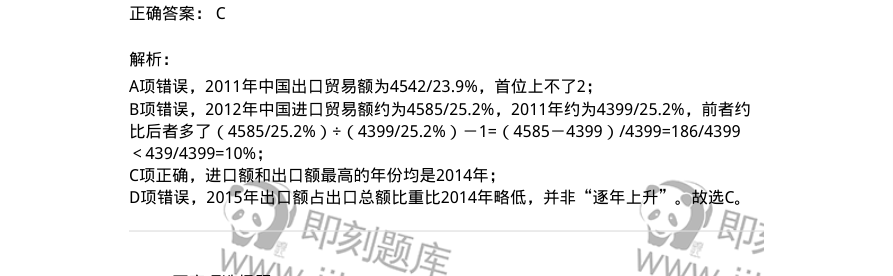 正确答案： C
解析：
A项错误，2011年中国出口贸易额为4542/23.9%，首位上不了2；
B项错误，2012年中国进口贸易额约为4585/25.2%，2011年约为4399/25.2%，前者约
比后者多了（4585/25.2%）÷（4399/25.2%）－1=（4585－4399）/4399=186/4399
＜439/4399=10%；
C项正确，进口额和出口额最高的年份均是2014年；
D项错误，2015年出口额占出口总额比重比2014年略低，并非“逐年上升”。故选C。
即刻题库 即刻